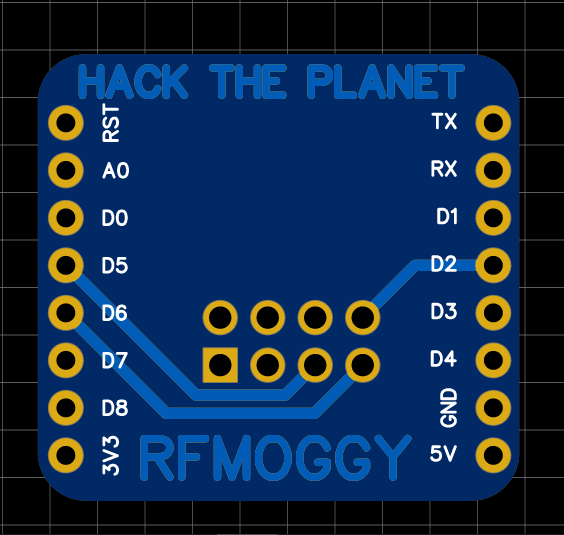 HACK THE PLANET
RST
A0
D0
D5
D6
D7
D8
3V3
TX
RX
D1
D2
D3
D4
GND
5V
RFMOGGY